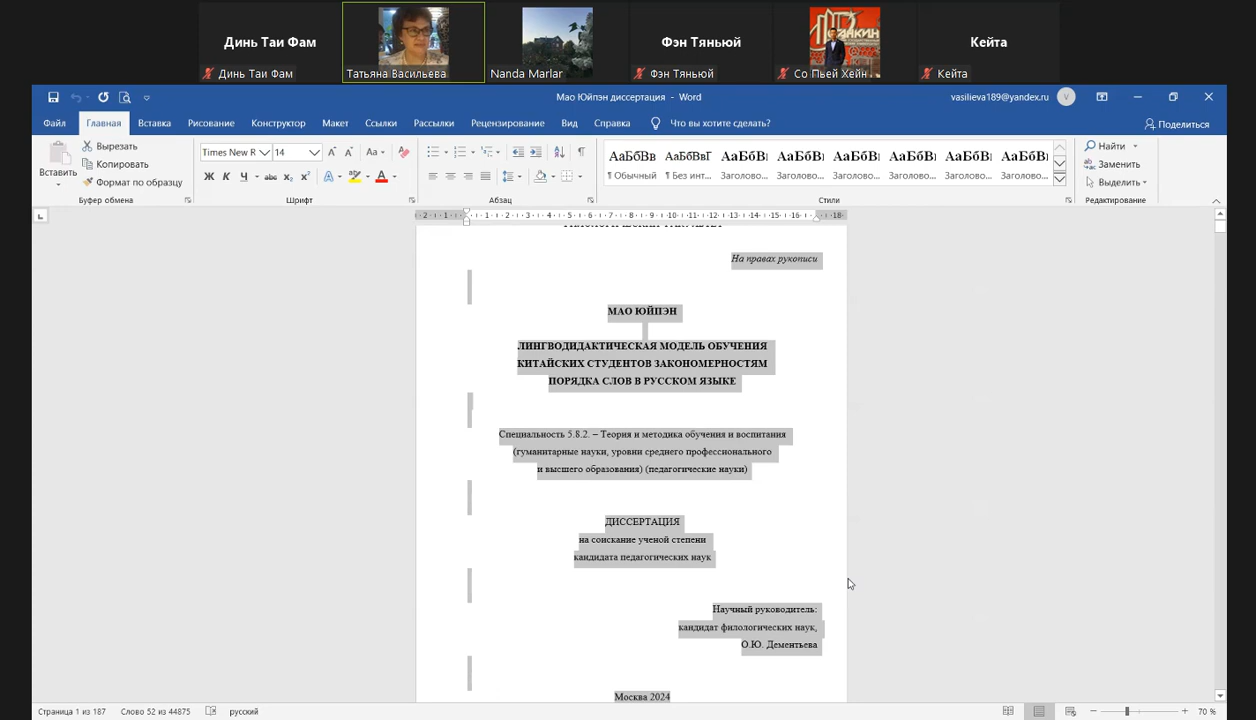 Динь Таи Фам
Фэн Тяньюй
Кейта
Динь Таи Фам
Татьяна Васильева
Nanda Marlar
Фэн Тяньюй
Со Пьей Хейн
Кейта
Мао Юйпэн диссертация - Word
vasilieva189@yandex.ru
V
Файл
Главная
Вставка
Рисование
Конструктор
Макет
Ссылки
Рассылки
Рецензирование
Вид
Справка
Что вы хотите сделать?
Поделиться
Вставить
Вырезать
Копировать
Формат по образцу
Буфер обмена
Times New R
14
Шрифт
Абзац
АаБбВв
АаБбВвГ
¶ Обычный
¶ Без инт...
Заголово...
Заголово...
Заголово...
Заголово...
Заголово...
Заголово...
Стили
Найти
Заменить
Выделить
Редактирование
На правах рукописи
МАО ЮЙПЭН
ЛИНГВОДИДАКТИЧЕСКАЯ МОДЕЛЬ ОБУЧЕНИЯ
КИТАЙСКИХ СТУДЕНТОВ ЗАКОНОМЕРНОСТЯМ
ПОРЯДКА СЛОВ В РУССКОМ ЯЗЫКЕ
Специальность 5.8.2. – Теория и методика обучения и воспитания
(гуманитарные науки, уровни среднего профессионального
и высшего образования) (педагогические науки)
ДИССЕРТАЦИЯ
на соискание ученой степени
кандидата педагогических наук
Научный руководитель:
кандидат филологических наук,
О.Ю. Дементьева
Москва 2024
Страница 1 из 187
Слово 52 из 44875
русский
70 %